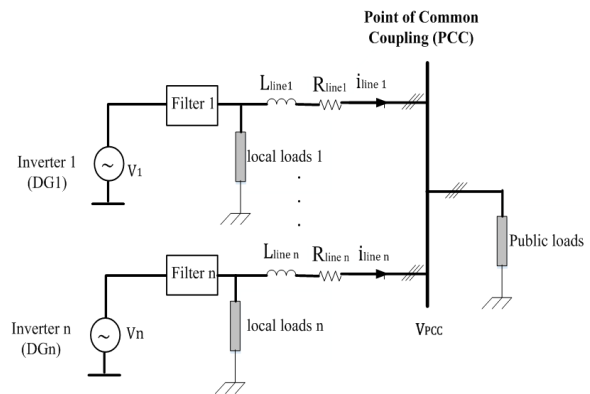 Point of Common
Coupling (PCC)
Lline1
Rline1
iline 1
Filter 1
local loads 1
Inverter 1
(DG1)
~
V1
Lline n
Rline n
iline n
Filter n
Public loads
local loads n
Inverter n
(DGn)
~
Vn
VPCC